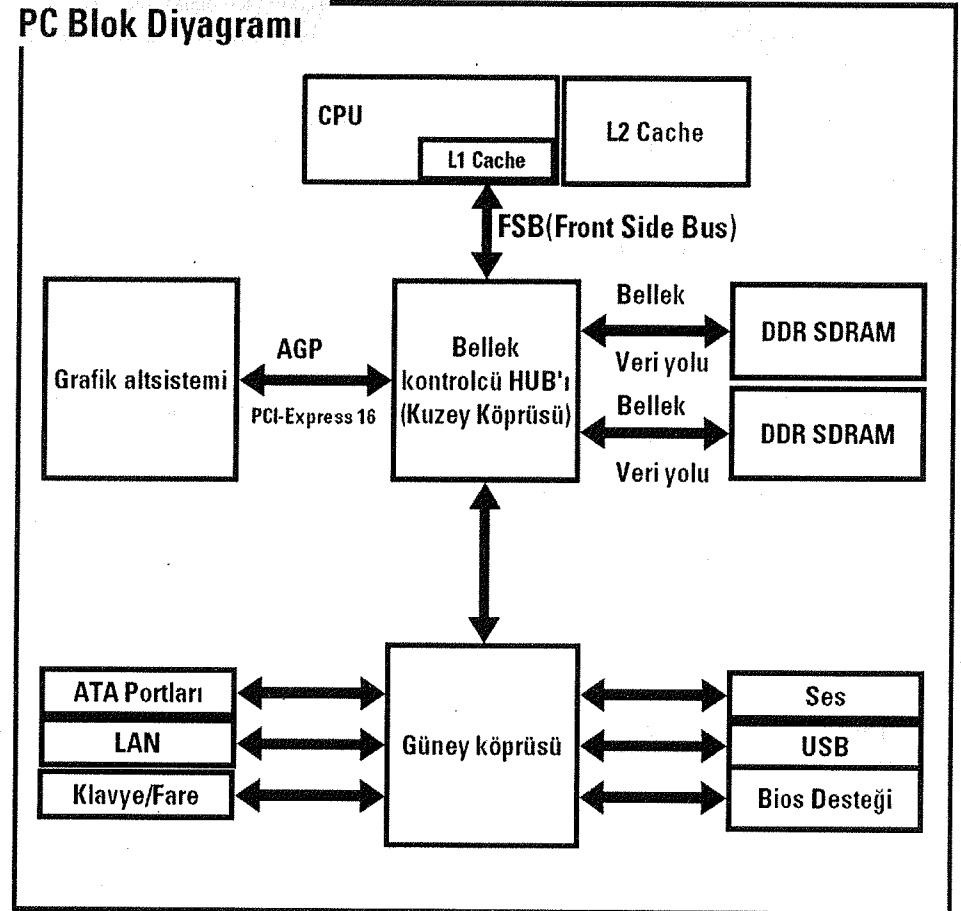 PC Blok Diyagramı
CPU
L1 Cache
L2 Cache
FSB(Front Side Bus)
Grafik altsistemi
AGP
PCI-Express 16
Bellek
kontrolcü HUB'ı
(Kuzey Köprüsü)
Bellek
Veri yolu
DDR SDRAM
Bellek
Veri yolu
DDR SDRAM
ATA Portları
LAN
Klavye/Fare
Güney köprüsü
Ses
USB
Bios Desteği